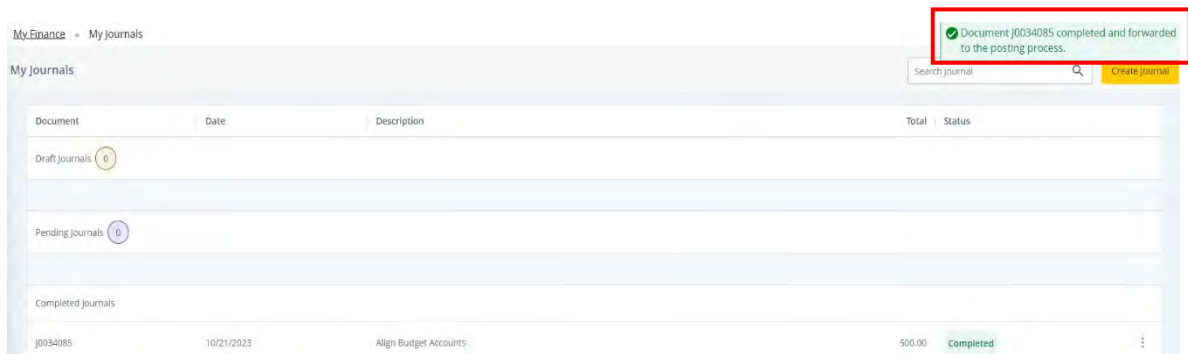 My Finance • My Journals
Document J0034085 completed and forwarded
to the posting process.
My Journals
Search Journal
Create Journal
Document Date Description Total Status
Draft Journals 0
Pending Journals 0
Completed Journals
J0034085 10/21/2023 Align Budget Accounts 500.00 Completed